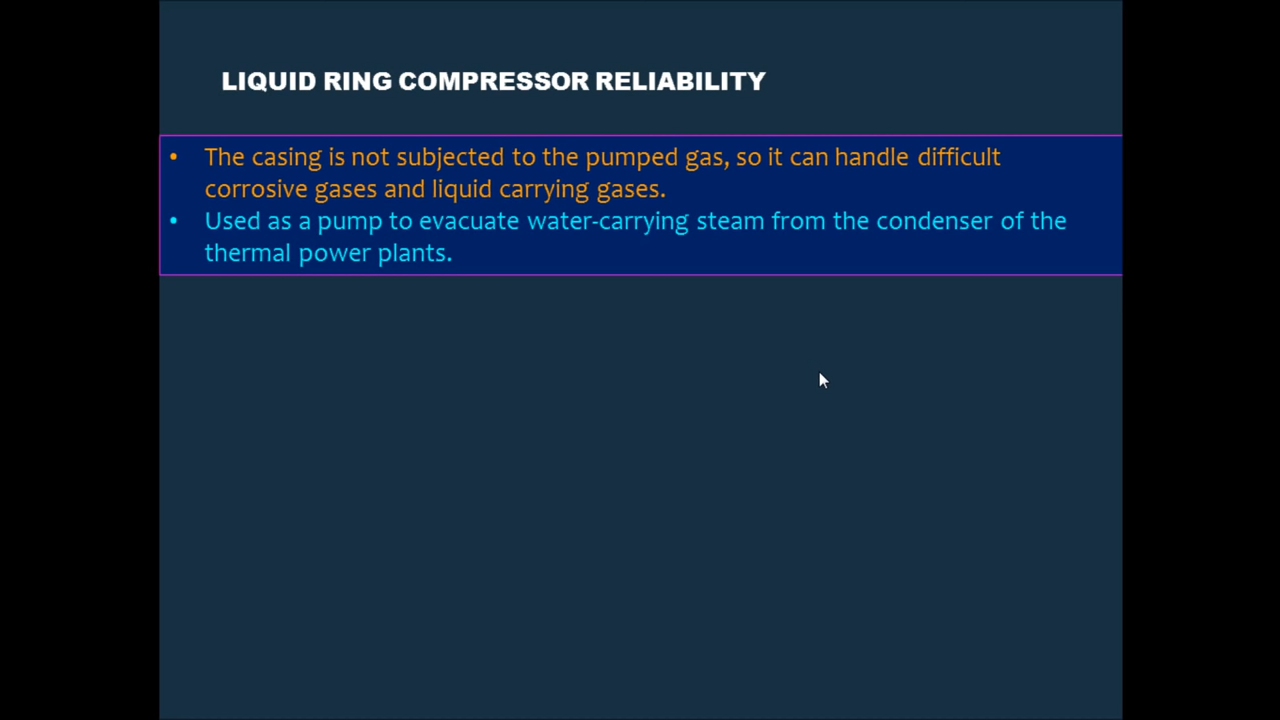 LIQUID RING COMPRESSOR RELIABILITY
• The casing is not subjected to the pumped gas, so it can handle difficult
corrosive gases and liquid carrying gases.
• Used as a pump to evacuate water-carrying steam from the condenser of the
thermal power plants.